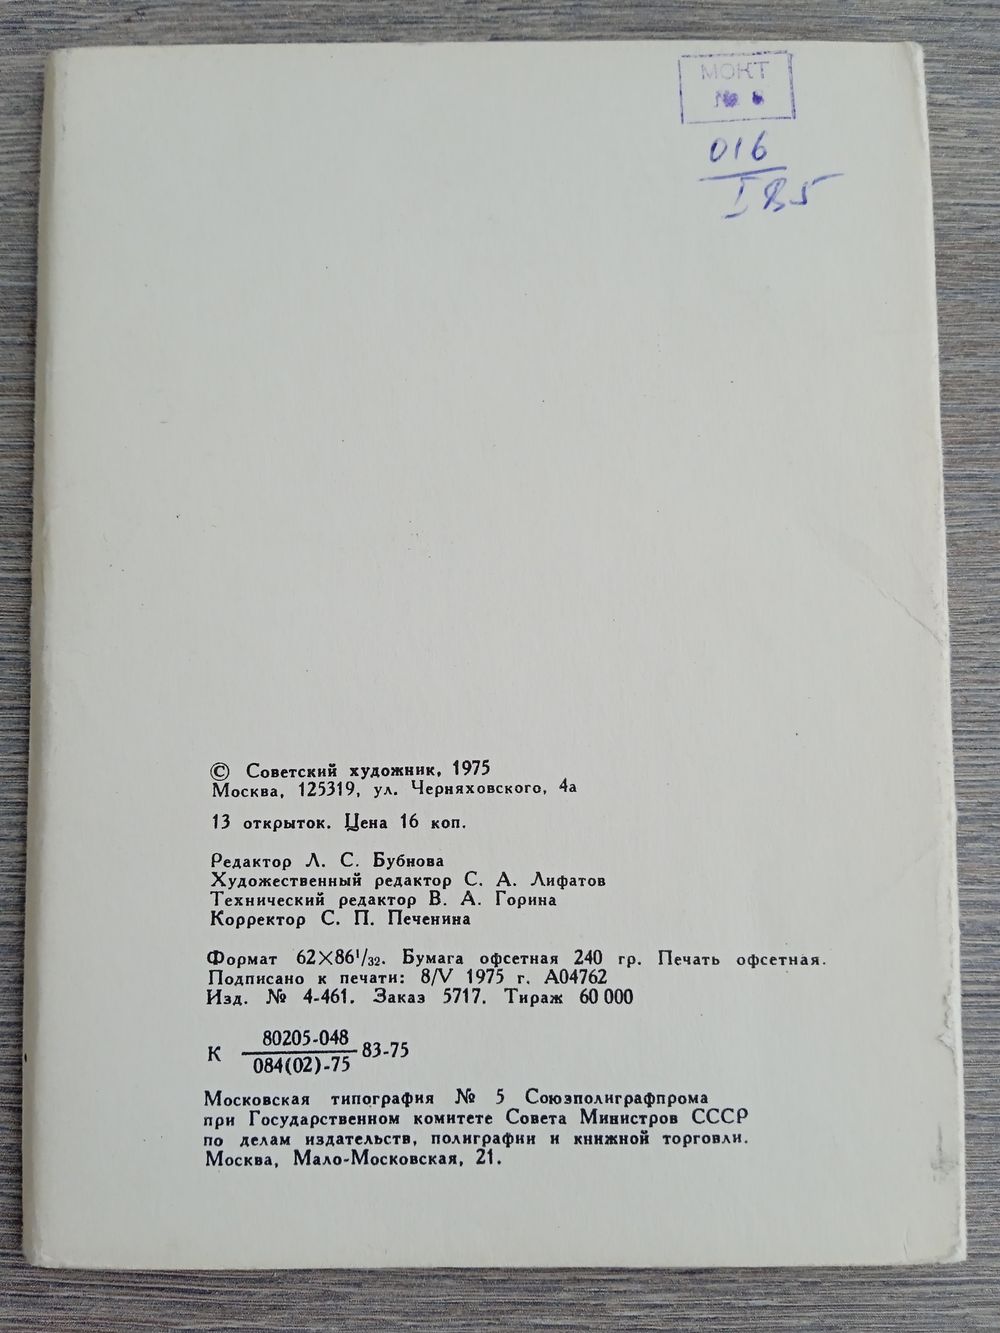 МОКТ
№
016
I В5
© Советский художник, 1975
Москва, 125319, ул. Черняховского, 4а
13 открыток. Цена 16 коп.
Редактор Л. С. Бубнова
Художественный редактор С. А. Лифатов
Технический редактор В. А. Горина
Корректор С. П. Печенина
Формат 62×86¹/₃₂. Бумага офсетная 240 гр. Печать офсетная.
Подписано к печати: 8/V 1975 г. А04762
Изд. № 4-461. Заказ 5717. Тираж 60 000
80205-048
К 83-75
084(02)-75
Московская типография № 5 Союзполиграфпрома
при Государственном комитете Совета Министров СССР
по делам издательств, полиграфии и книжной торговли.
Москва, Мало-Московская, 21.